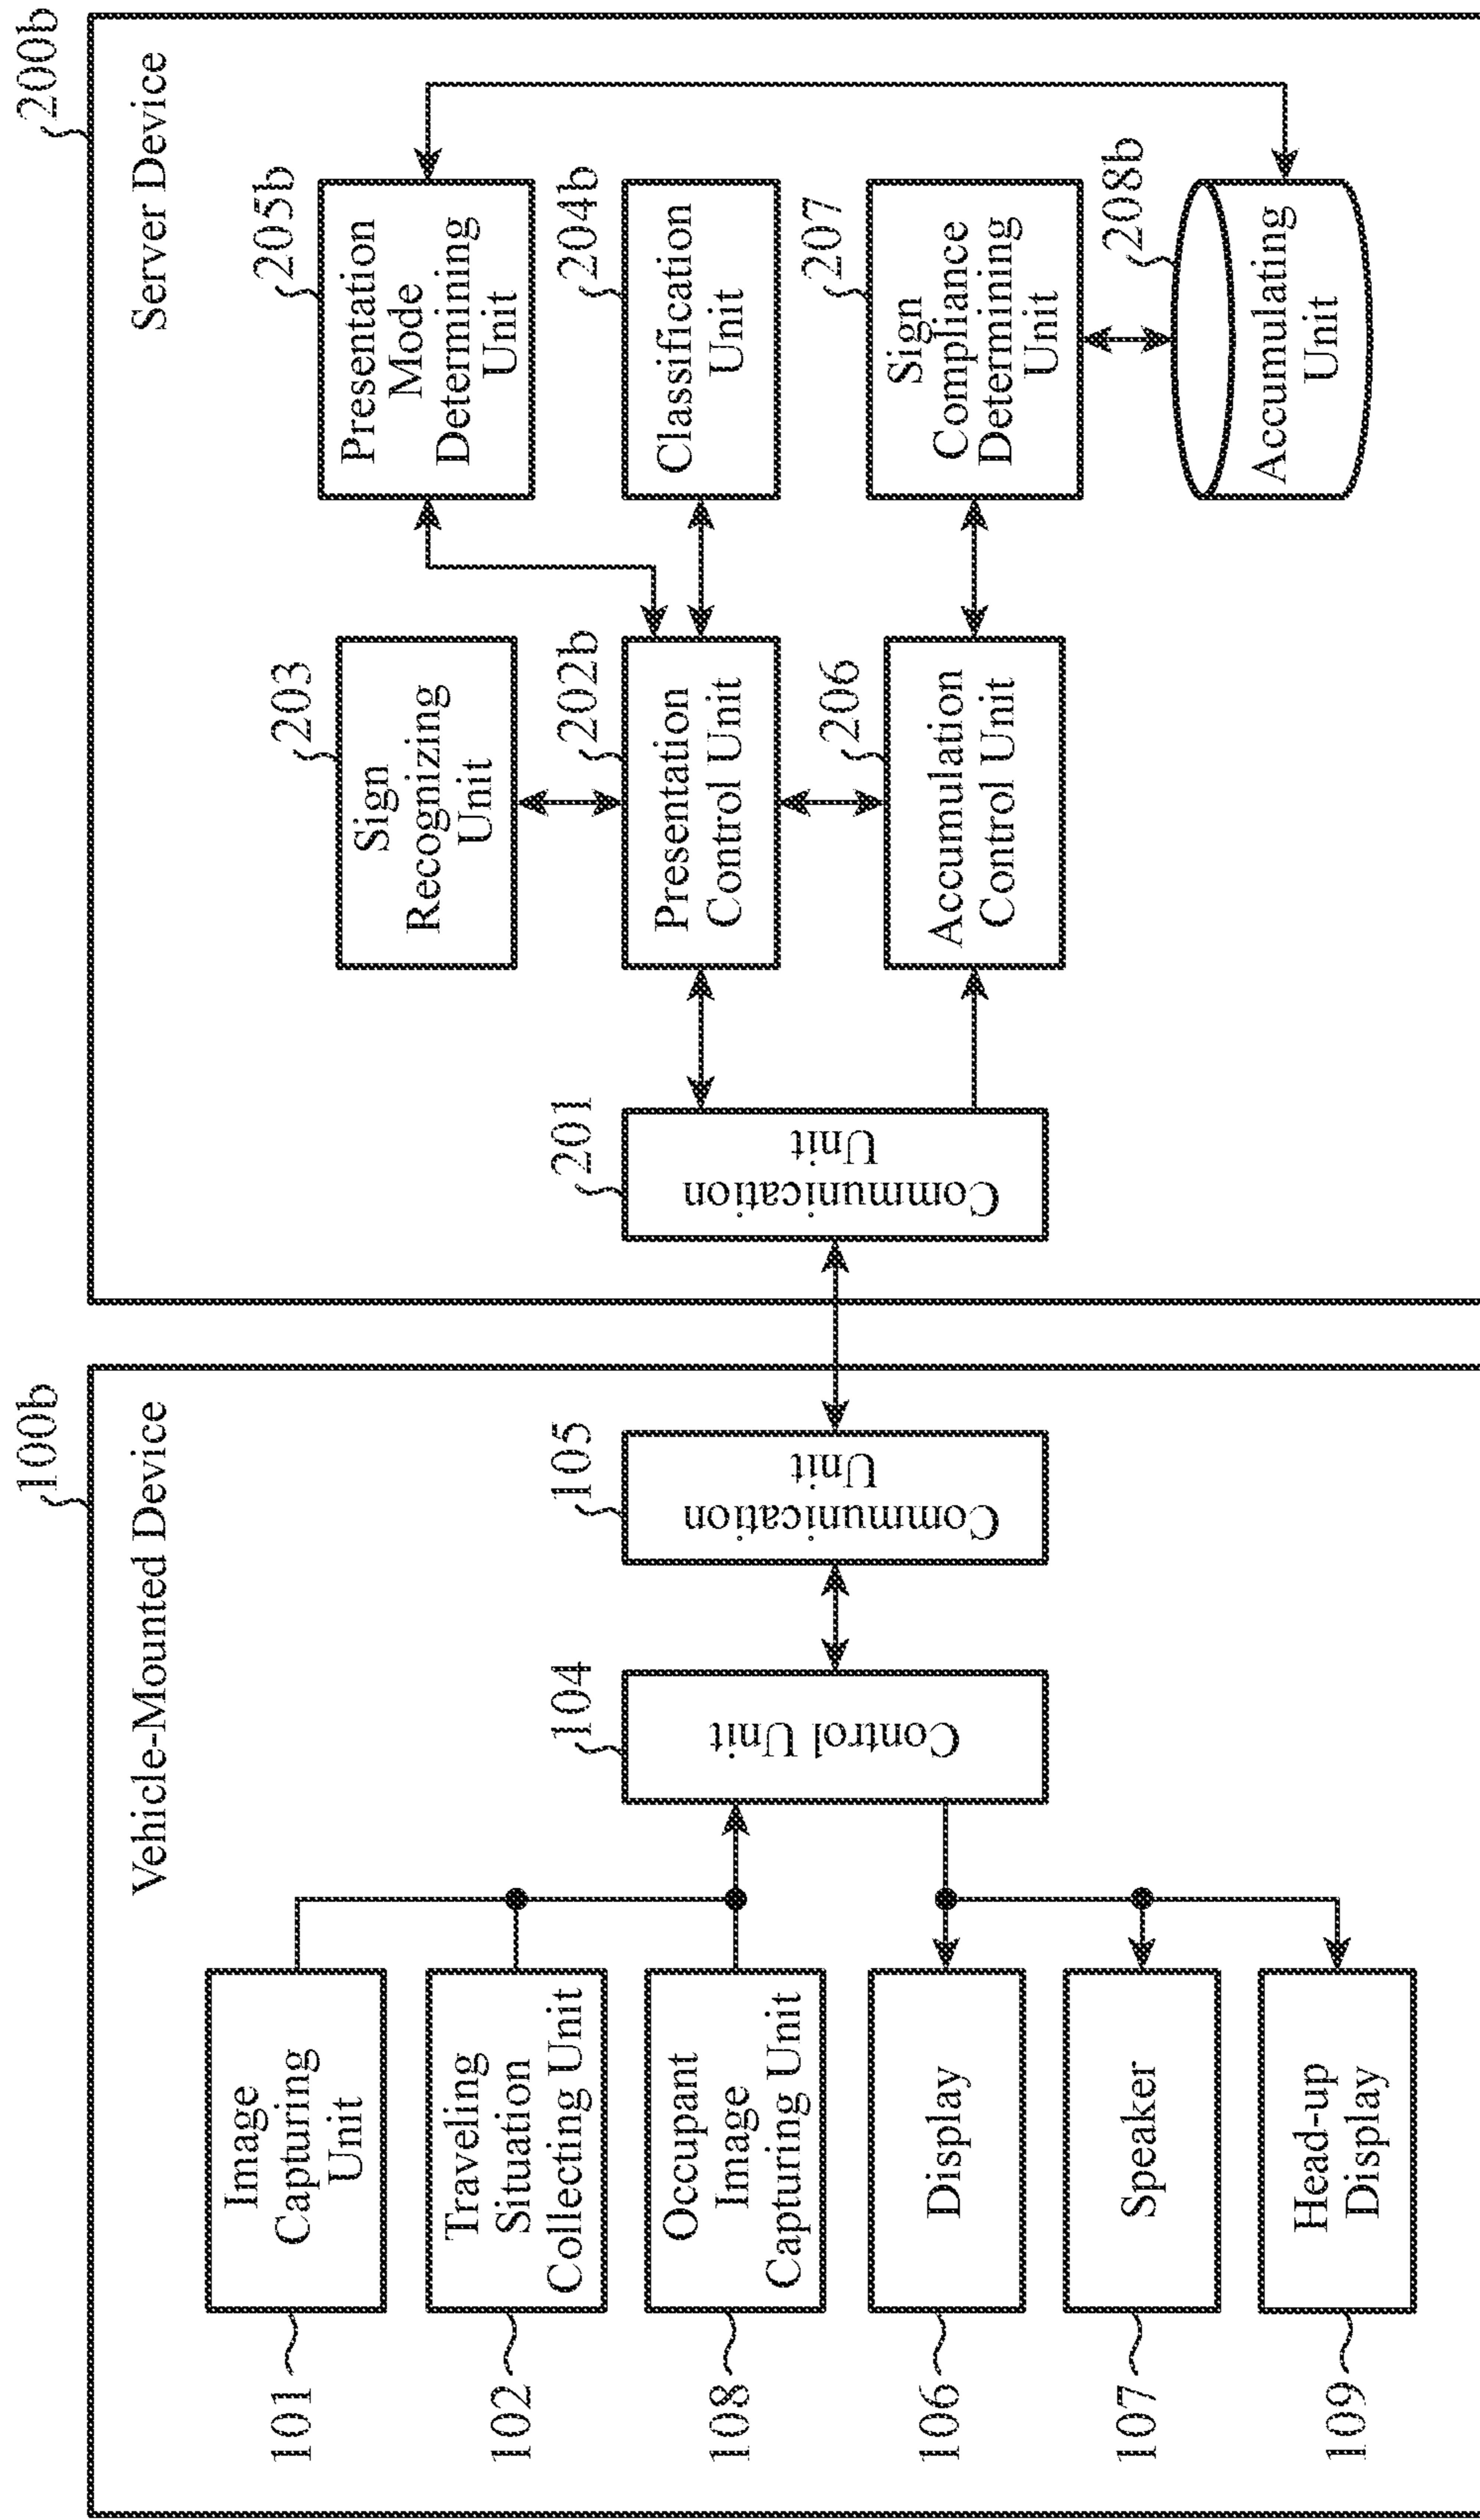 100b
Vehicle-Mounted Device
101
Image
Capturing
Unit
102
Traveling
Situation
Collecting Unit
108
Occupant
Image
Capturing Unit
106
Display
107
Speaker
109
Head-up
Display
104
Control Unit
105
Communication
Unit
200b
Server Device
201
Communication
Unit
203
Sign
Recognizing
Unit
202b
Presentation
Control Unit
206
Accumulation
Control Unit
205b
Presentation
Mode
Determining
Unit
204b
Classification
Unit
207
Sign
Compliance
Determining
Unit
208b
Accumulating
Unit